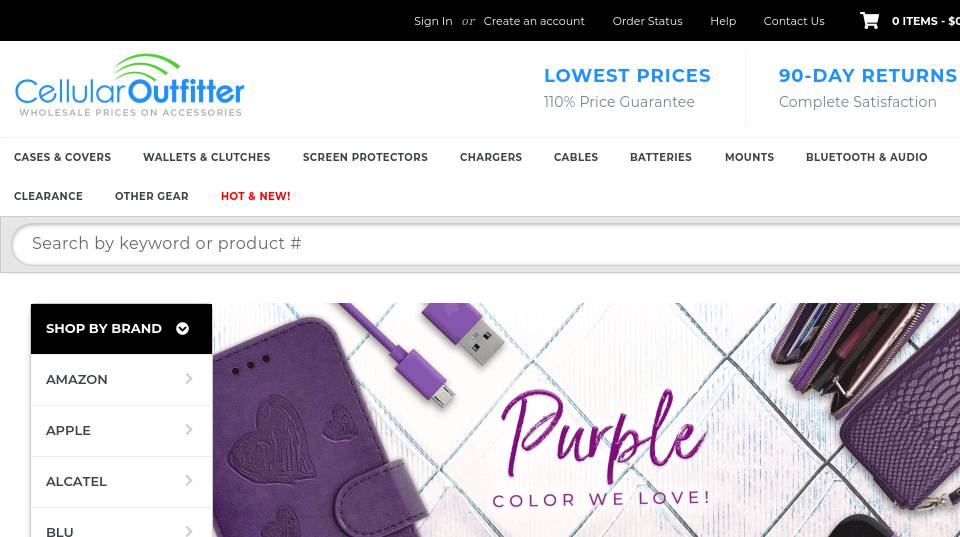 Sign In or Create an account Order Status Help Contact Us 0 ITEMS - $0
CellularOutfitter
WHOLESALE PRICES ON ACCESSORIES
LOWEST PRICES
110% Price Guarantee
90-DAY RETURNS
Complete Satisfaction
CASES & COVERS WALLETS & CLUTCHES SCREEN PROTECTORS CHARGERS CABLES BATTERIES MOUNTS BLUETOOTH & AUDIO
CLEARANCE OTHER GEAR HOT & NEW!
Search by keyword or product #
SHOP BY BRAND
AMAZON
APPLE
ALCATEL
BLU
Purple
COLOR WE LOVE!